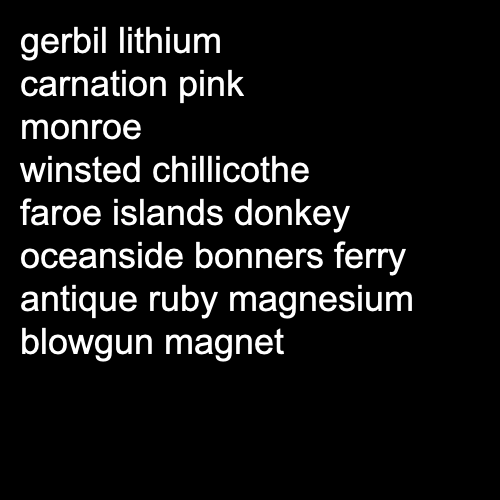 gerbil lithium
carnation pink
monroe
winsted chillicothe
faroe islands donkey
oceanside bonners ferry
antique ruby magnesium
blowgun magnet